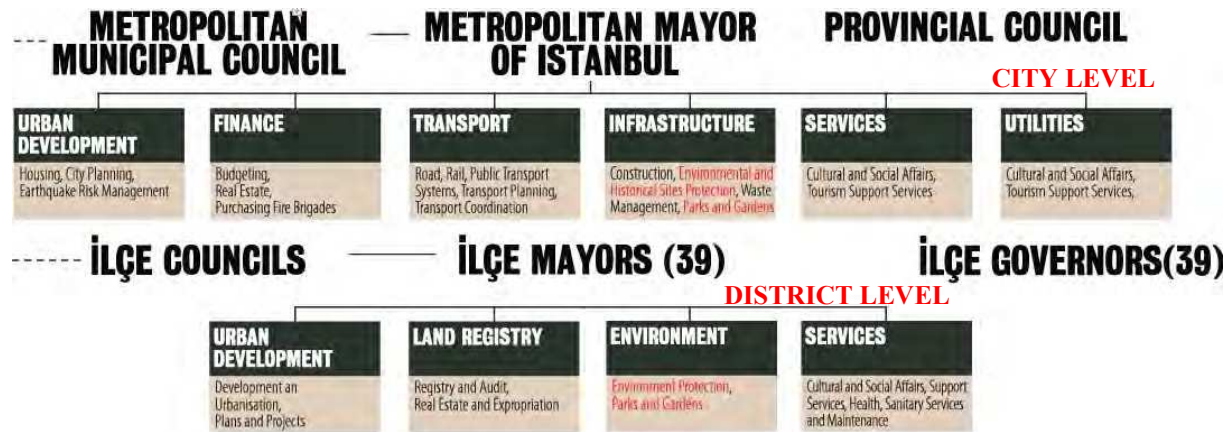 METROPOLITAN
MUNICIPAL COUNCIL
METROPOLITAN MAYOR
OF ISTANBUL
PROVINCIAL COUNCIL
CITY LEVEL
URBAN
DEVELOPMENT
Housing, City Planning,
Earthquake Risk Management
FINANCE
Budgeting,
Real Estate,
Purchasing Fire Brigades
TRANSPORT
Road, Rail, Public Transport
Systems, Transport Planning,
Transport Coordination
INFRASTRUCTURE
Construction, Environmental and
Historical Sites Protection, Waste
Management, Parks and Gardens
SERVICES
Cultural and Social Affairs,
Tourism Support Services
UTILITIES
Cultural and Social Affairs,
Tourism Support Services,
İLÇE COUNCILS
İLÇE MAYORS (39)
İLÇE GOVERNORS(39)
DISTRICT LEVEL
URBAN
DEVELOPMENT
Development an
Urbanisation,
Plans and Projects
LAND REGISTRY
Registry and Audit,
Real Estate and Expropriation
ENVIRONMENT
Environment Protection,
Parks and Gardens
SERVICES
Cultural and Social Affairs, Support
Services, Health, Sanitary Services
and Maintenance